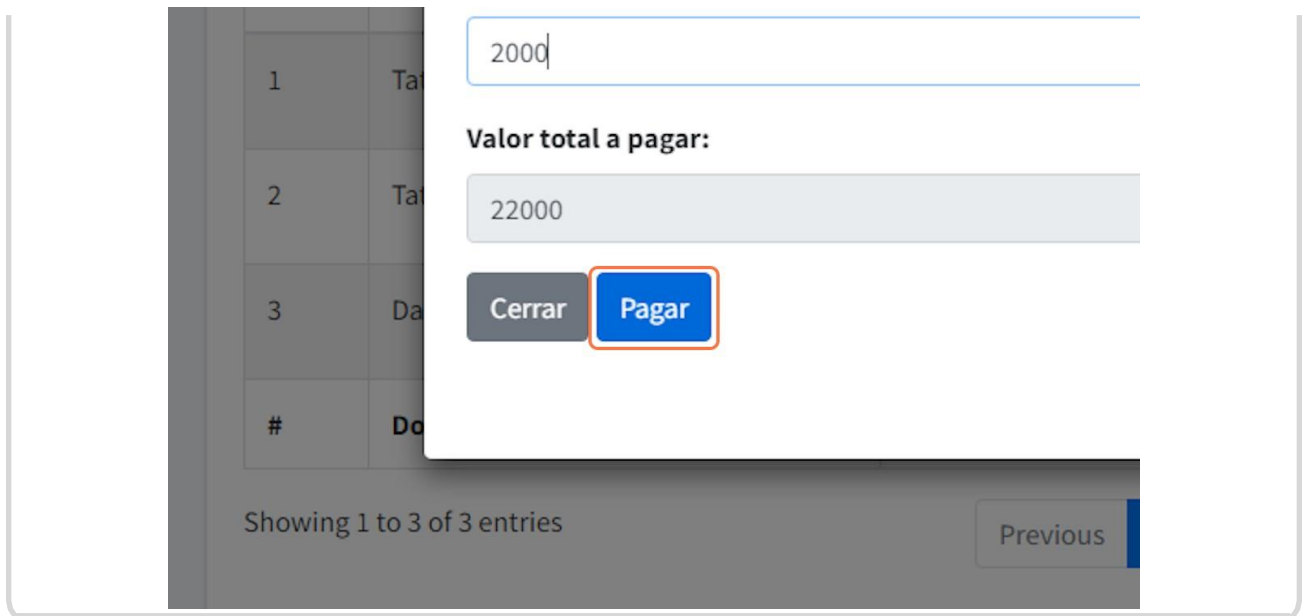 2000
1
Valor total a pagar:
2
22000
3
Cerrar Pagar
#
Showing 1 to 3 of 3 entries
Previous